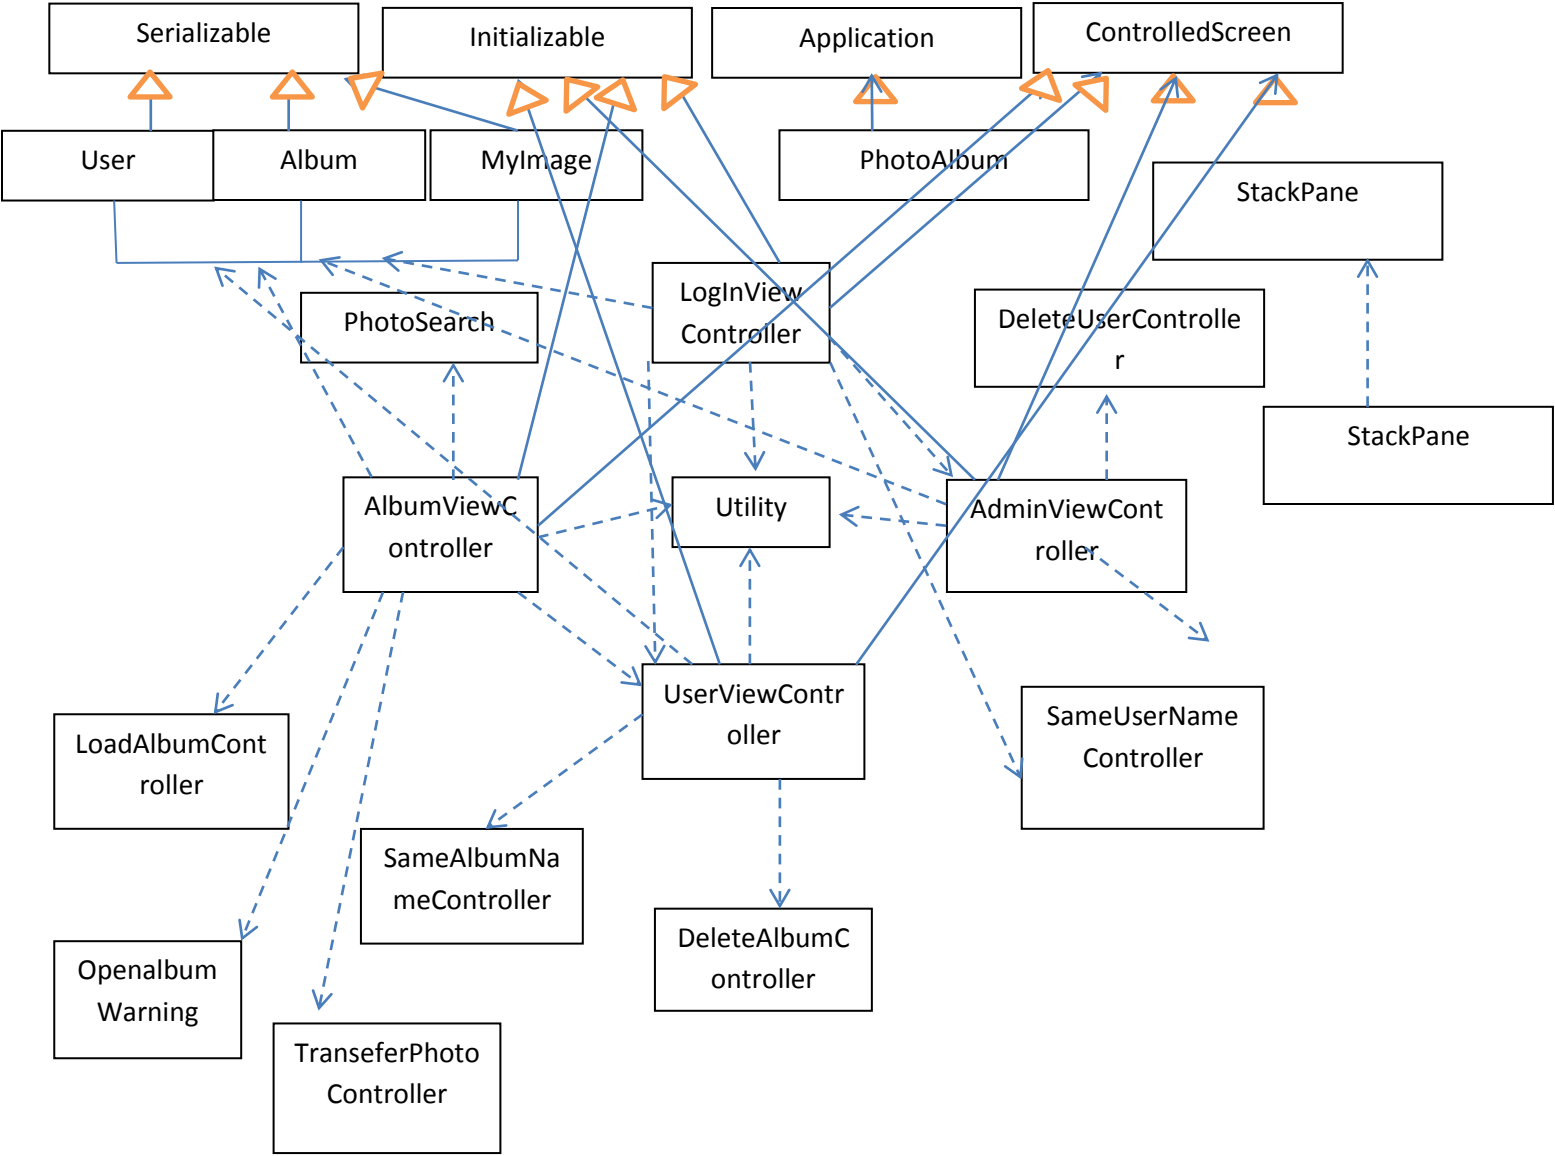 Serializable
Initializable
Application
ControlledScreen
User
Album
MyImage
PhotoAlbum
StackPane
LogInView
Controller
DeleteUserControlle
r
PhotoSearch
StackPane
AlbumViewC
ontroller
Utility
AdminViewCont
roller
UserViewContr
oller
SameUserName
Controller
LoadAlbumCont
roller
SameAlbumNa
meController
DeleteAlbumC
ontroller
Openalbum
Warning
TranseferPhoto
Controller